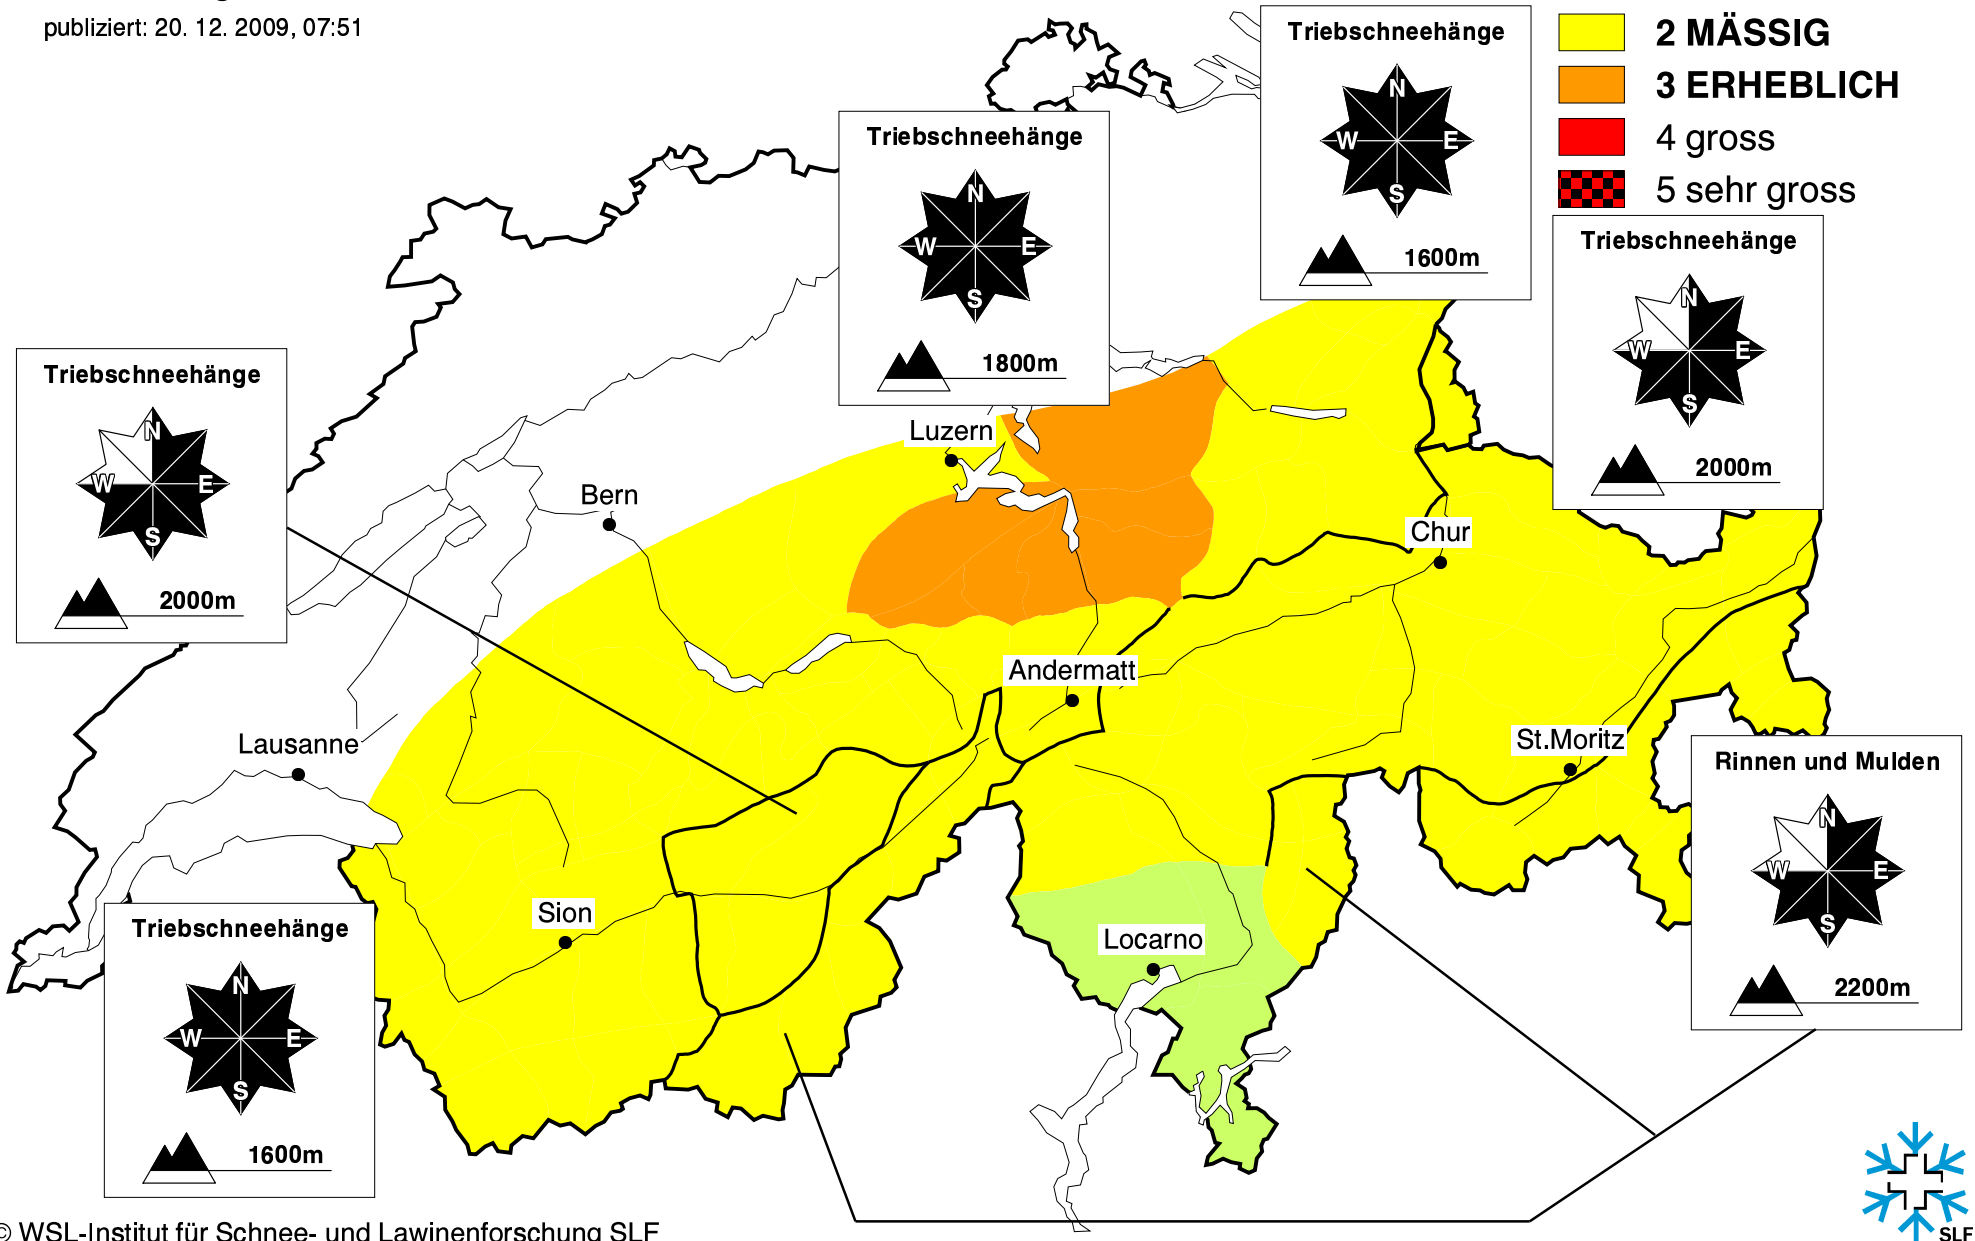 publiziert: 20. 12. 2009, 07:51
2 MÄSSIG
3 ERHEBLICH
4 gross
5 sehr gross
Triebschneehänge
N
W E
S
1600m
Triebschneehänge
N
W E
S
1800m
Triebschneehänge
N
W E
S
2000m
Triebschneehänge
N
W E
S
2000m
Luzern
Bern
Chur
Andermatt
Lausanne
St.Moritz
Sion
Locarno
Rinnen und Mulden
N
W E
S
2200m
Triebschneehänge
N
W E
S
1600m
© WSL-Institut für Schnee- und Lawinenforschung SLF
SLF